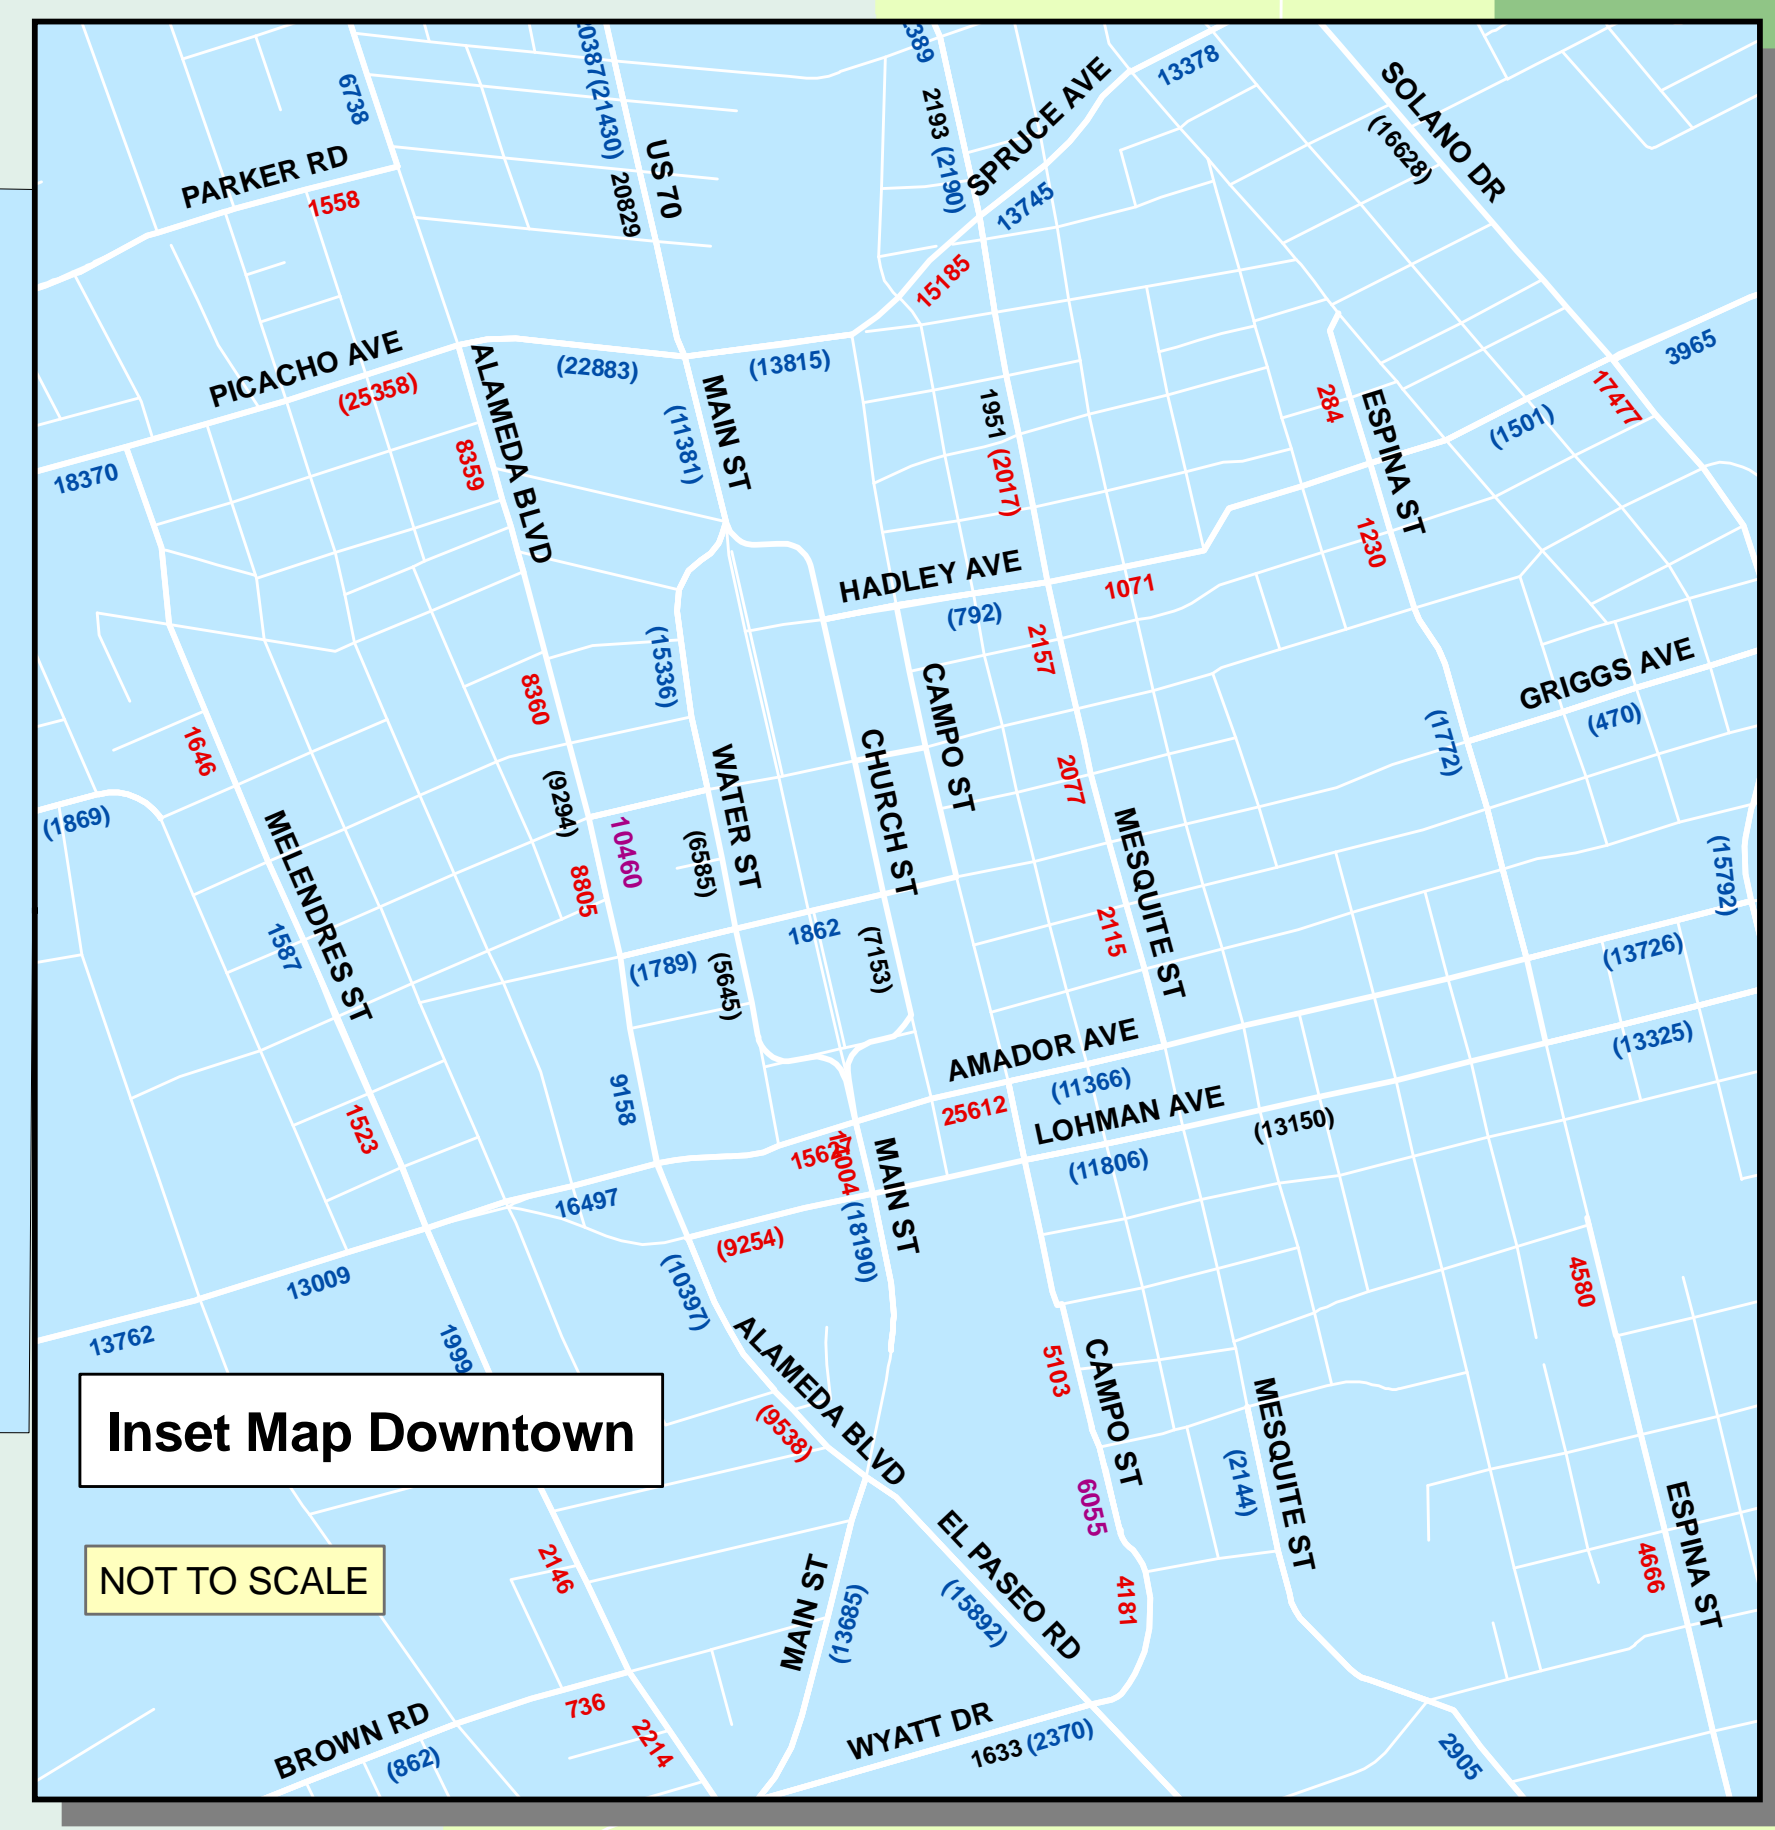 6738
20387(21430)
20829
US 70
389
2193 (2190)
SPRUCE AVE
13378
13745
15185
SOLANO DR
(16628)
PARKER RD
1558
PICACHO AVE
(25358)
18370
(22883)
(13815)
3965
17477
(1501)
ALAMEDA BLVD
8359
MAIN ST
(11381)
1951 (2017)
284
ESPINA ST
1230
HADLEY AVE
(792)
1071
2157
(15336)
8360
CAMPO ST
GRIGGS AVE
(470)
(1772)
1646
(1869)
(9294)
10460
8805
WATER ST
(6585)
CHURCH ST
2077
MESQUITE ST
2115
(15792)
MELENDRES ST
1587
(1789)
1862
(5645)
(7153)
(13726)
(13325)
9158
AMADOR AVE
(11366)
25612
LOHMAN AVE
(13150)
(11806)
1523
14004
MAIN ST
(18190)
16497
(9254)
13009
13762
(10397)
4580
1999
ALAMEDA BLVD
(9538)
5103
CAMPO ST
6055
MESQUITE ST
(2144)
Inset Map Downtown
NOT TO SCALE
2146
MAIN ST
(13685)
EL PASEO RD
(15892)
4181
ESPINA ST
4666
BROWN RD
(862)
736
2214
WYATT DR
1633 (2370)
2905